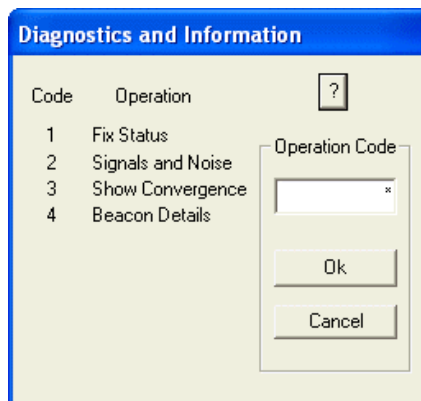 Diagnostics and Information
Code Operation ?
1 Fix Status
2 Signals and Noise
3 Show Convergence
4 Beacon Details
Operation Code
*
Ok
Cancel